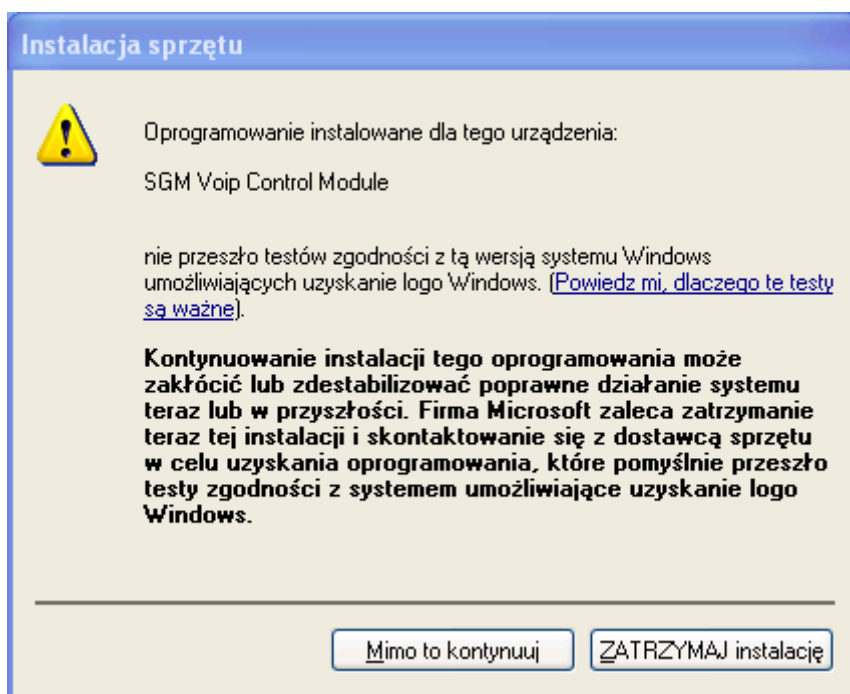 Instalacja sprzętu
Oprogramowanie instalowane dla tego urządzenia:
SGM Voip Control Module
nie przeszło testów zgodności z tą wersją systemu Windows
umożliwiających uzyskanie logo Windows. (Powiedz mi, dlaczego te testy
są ważne).
Kontynuowanie instalacji tego oprogramowania może
zakłócić lub zdestabilizować poprawne działanie systemu
teraz lub w przyszłości. Firma Microsoft zaleca zatrzymanie
teraz tej instalacji i skontaktowanie się z dostawcą sprzętu
w celu uzyskania oprogramowania, które pomyślnie przeszło
testy zgodności z systemem umożliwiające uzyskanie logo
Windows.
Mimo to kontynuuj ZATRZYMAJ instalację